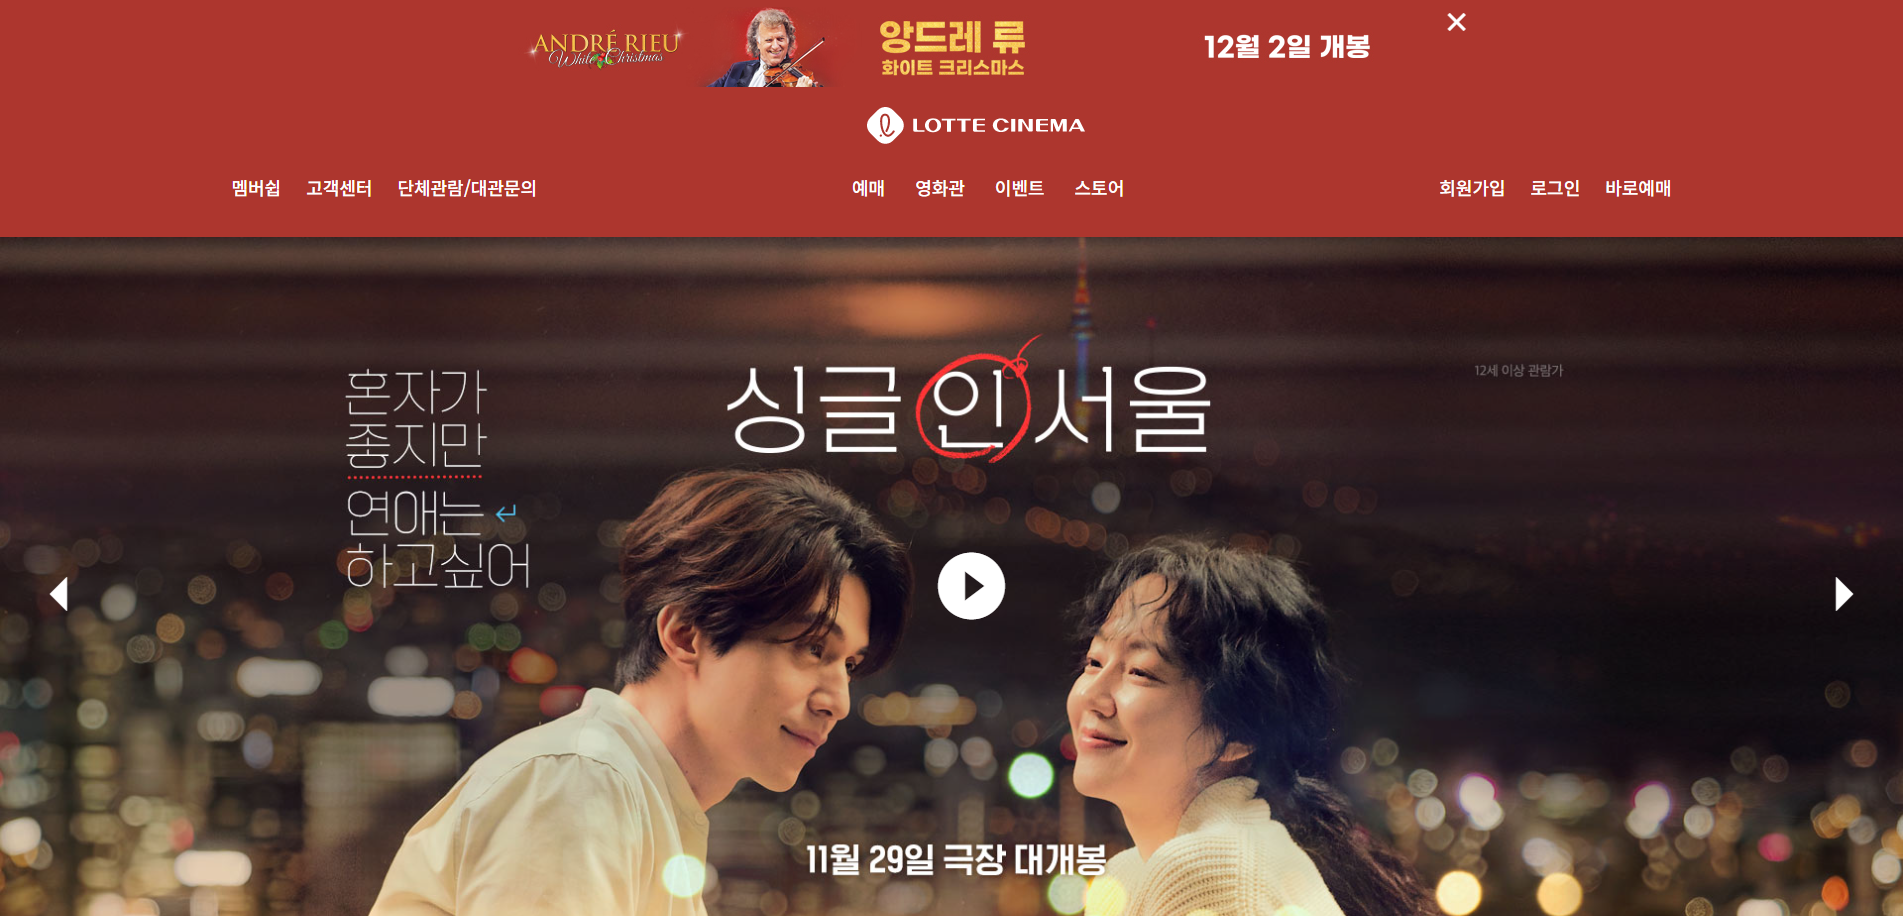 ANDRÉ RIEU
White Christmas
앙드레 류
화이트 크리스마스
12월 2일 개봉
LOTTE CINEMA
멤버쉽 고객센터 단체관람/대관문의 예매 영화관 이벤트 스토어 회원가입 로그인 바로예매
혼자가
좋지만
연애는
하고싶어
싱글 인 서울
12세 이상 관람가
11월 29일 극장 대개봉